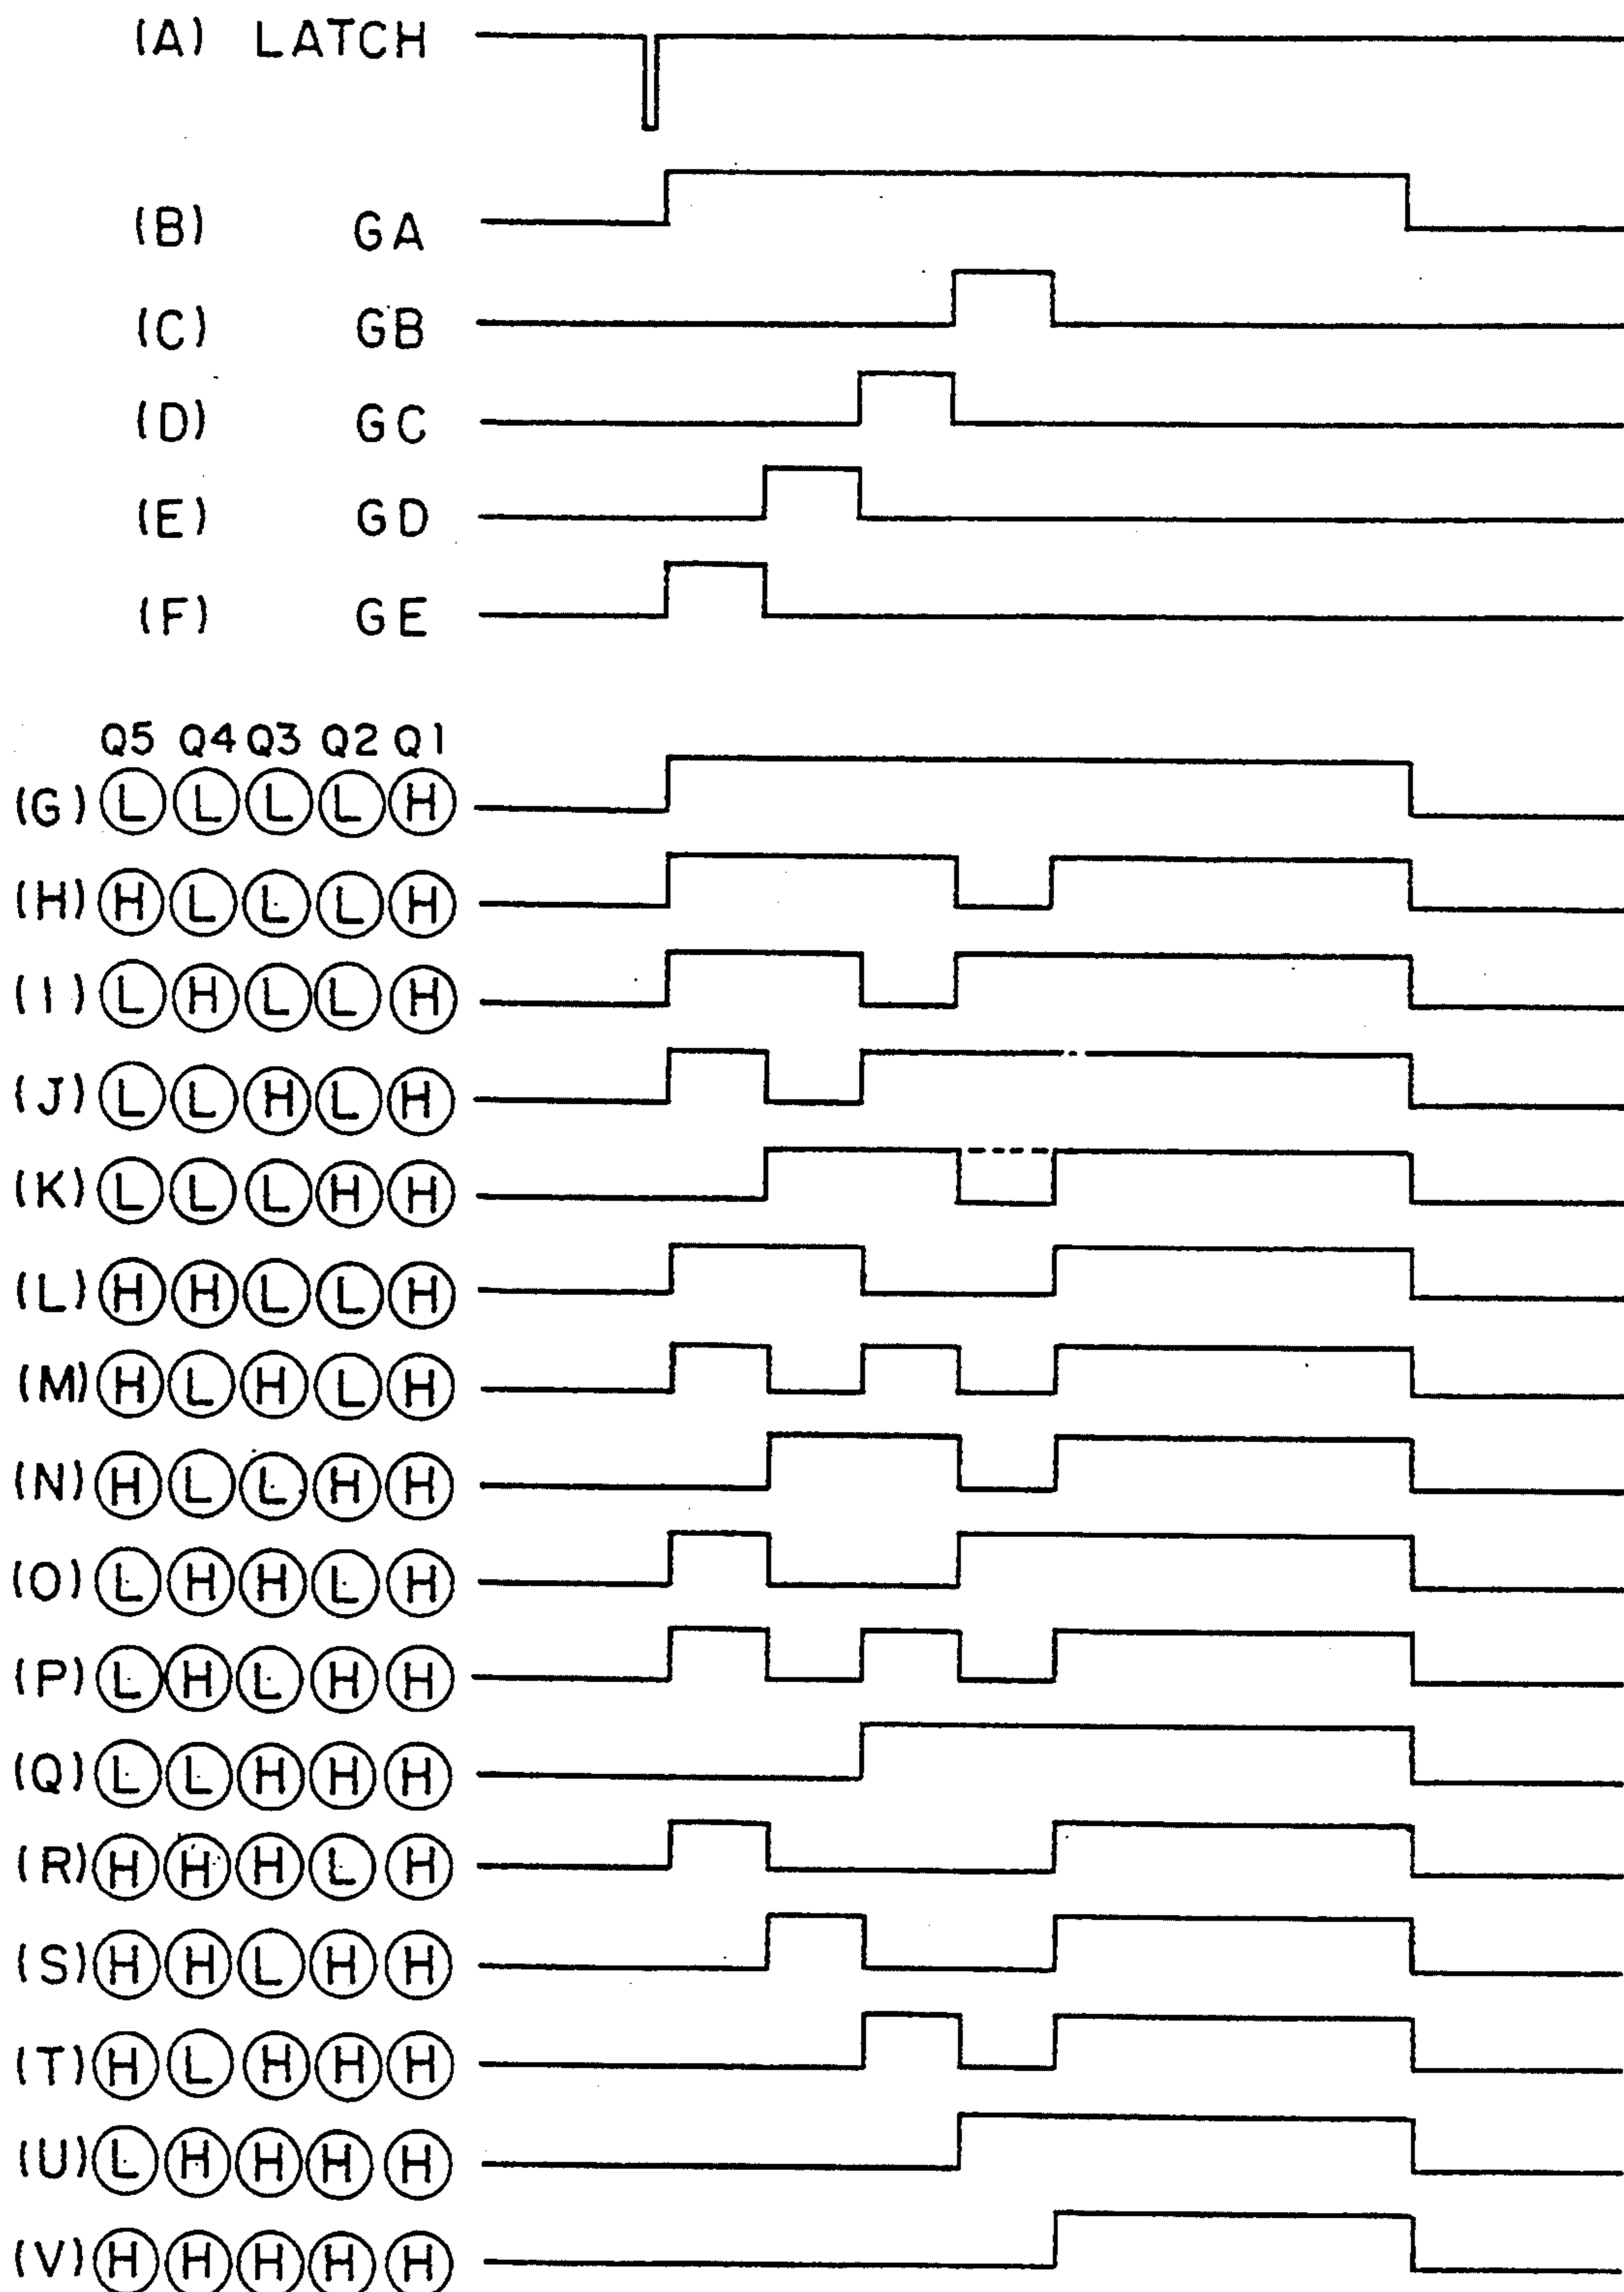 (A) LATCH
(B) GA
(C) GB
(D) GC
(E) GD
(F) GE
Q5 Q4 Q3 Q2 Q1
(G) L L L L H
(H) H L L L H
(I) L H L L H
(J) L L H L H
(K) L L L H H
(L) H H L L H
(M) H L H L H
(N) H L L H H
(O) L H H L H
(P) L H L H H
(Q) L L H H H
(R) H H H L H
(S) H H L H H
(T) H L H H H
(U) L H H H H
(V) H H H H H